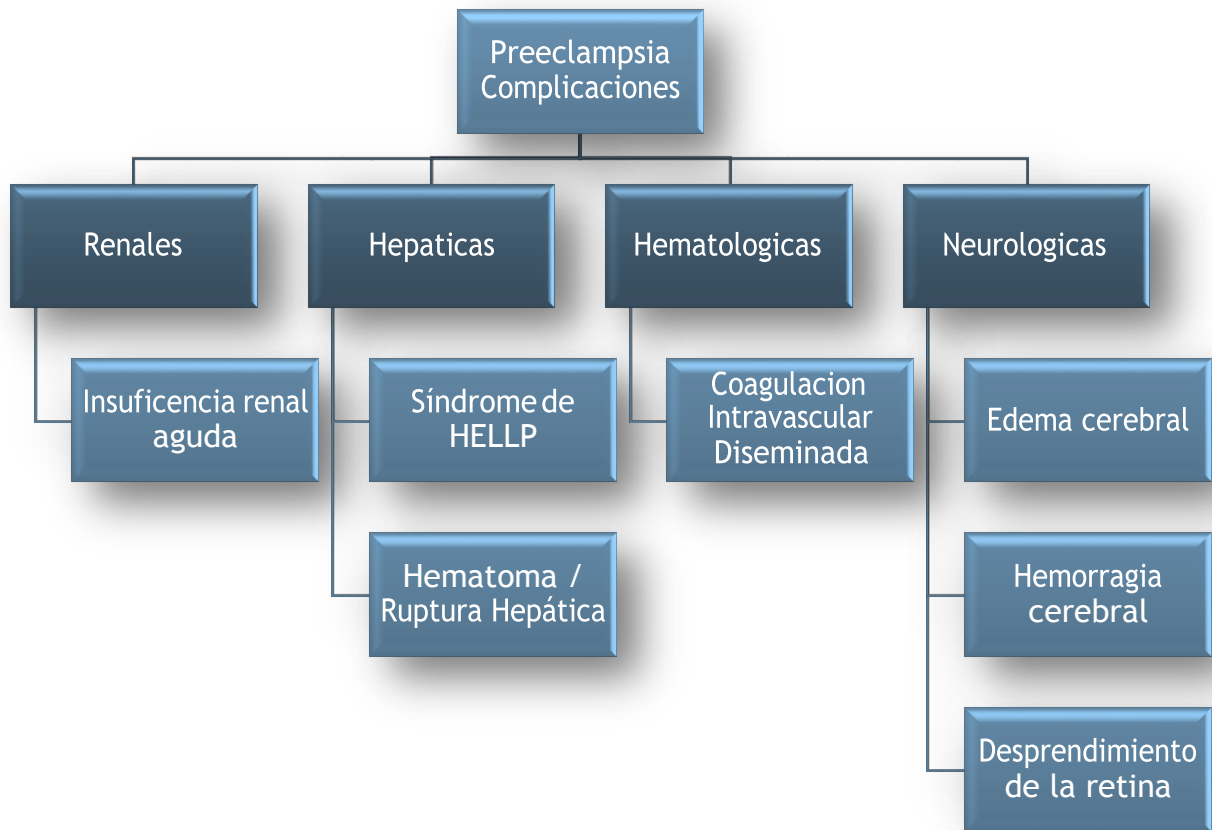 Preeclampsia
Complicaciones
Renales
Hepaticas
Hematologicas
Neurologicas
Insuficencia renal
aguda
Síndrome de
HELLP
Coagulacion
Intravascular
Diseminada
Edema cerebral
Hematoma /
Ruptura Hepática
Hemorragia
cerebral
Desprendimiento
de la retina